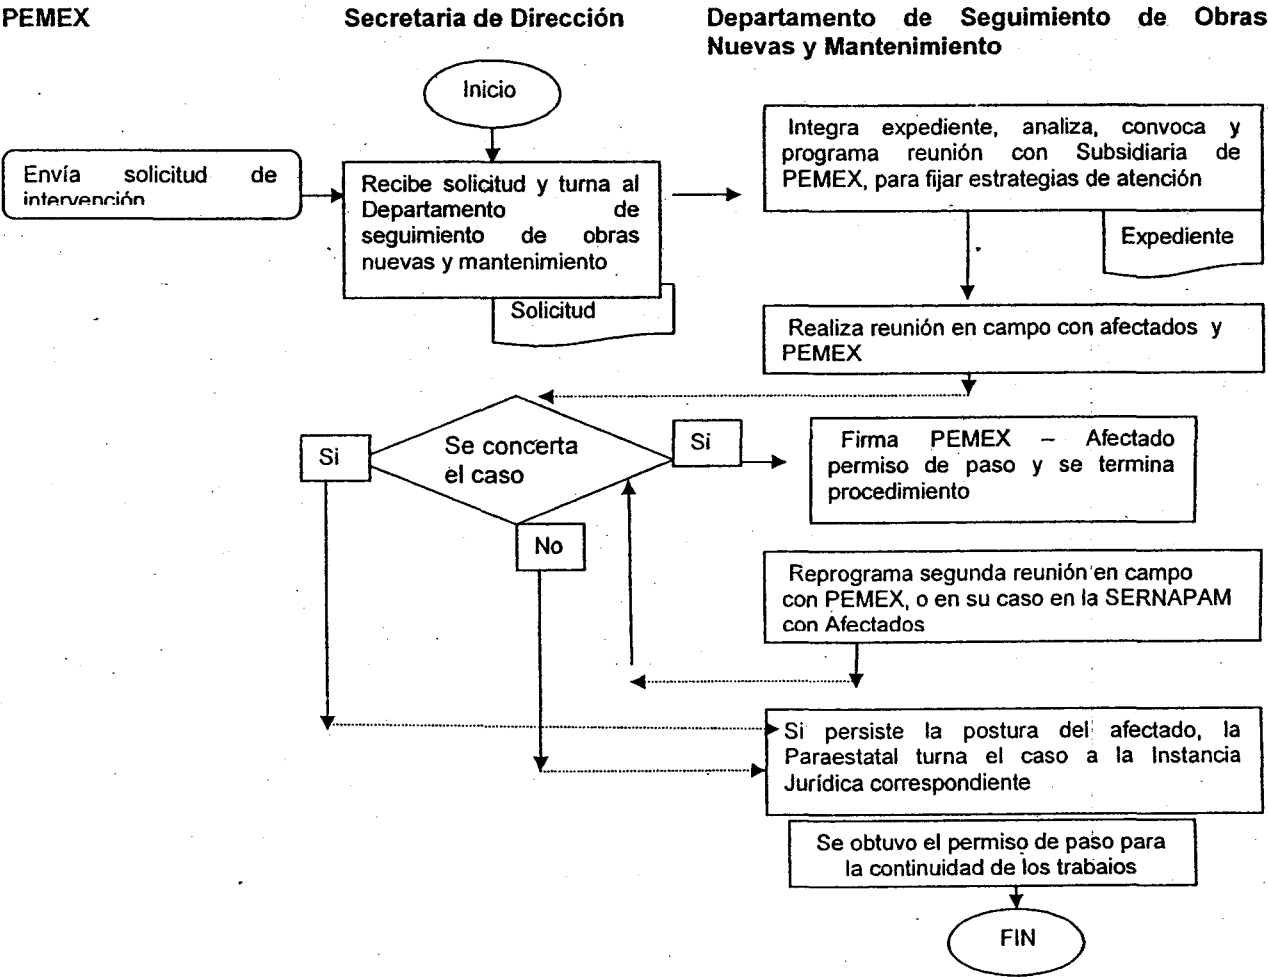 PEMEX
Secretaria de Dirección
Departamento de Seguimiento de Obras
Nuevas y Mantenimiento
Inicio
Envía solicitud de
intervención
Recibe solicitud y turna al
Departamento de
seguimiento de obras
nuevas y mantenimiento
Solicitud
Integra expediente, analiza, convoca y
programa reunión con Subsidiaria de
PEMEX, para fijar estrategias de atención
Expediente
Realiza reunión en campo con afectados y
PEMEX
Si
Se concerta
el caso
Si
No
Firma PEMEX – Afectado
permiso de paso y se termina
procedimiento
Reprograma segunda reunión en campo
con PEMEX, o en su caso en la SERNAPAM
con Afectados
Si persiste la postura del afectado, la
Paraestatal turna el caso a la Instancia
Jurídica correspondiente
Se obtuvo el permiso de paso para
la continuidad de los trabajos
FIN